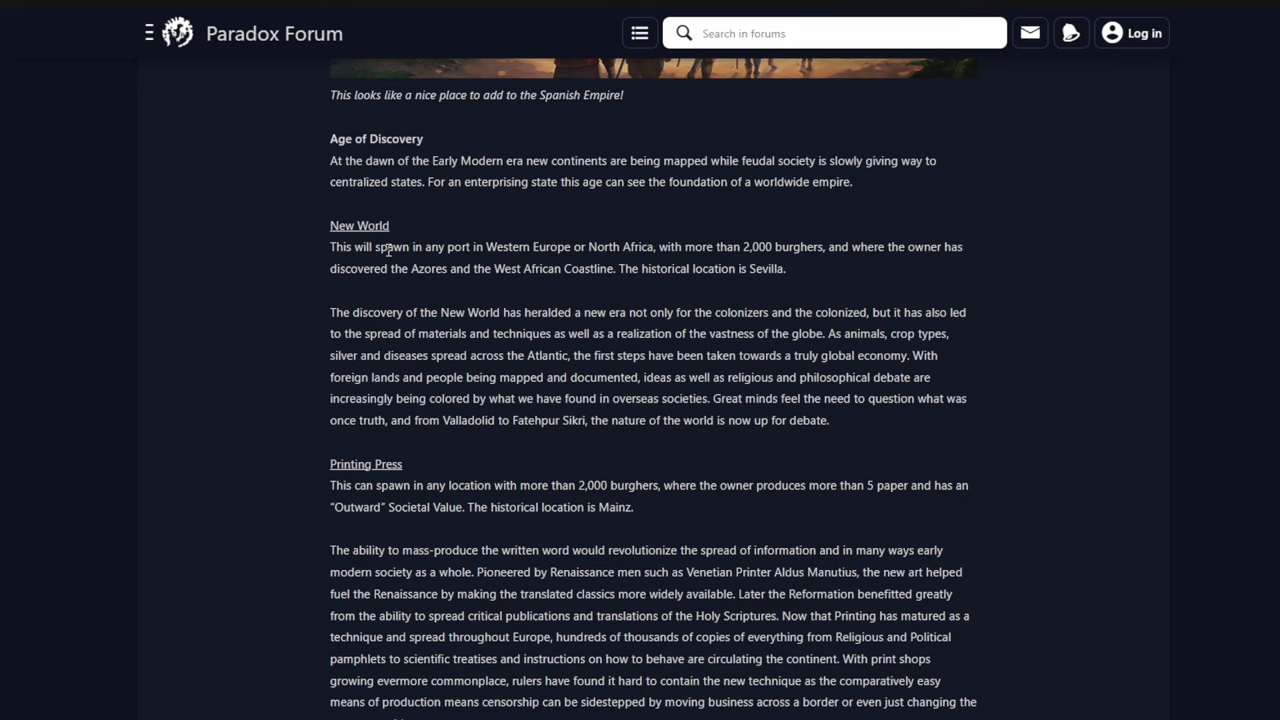 Paradox Forum
Search in forums
Log in
This looks like a nice place to add to the Spanish Empire!
Age of Discovery
At the dawn of the Early Modern era new continents are being mapped while feudal society is slowly giving way to
centralized states. For an enterprising state this age can see the foundation of a worldwide empire.
New World
This will spawn in any port in Western Europe or North Africa, with more than 2,000 burghers, and where the owner has
discovered the Azores and the West African Coastline. The historical location is Sevilla.
The discovery of the New World has heralded a new era not only for the colonizers and the colonized, but it has also led
to the spread of materials and techniques as well as a realization of the vastness of the globe. As animals, crop types,
silver and diseases spread across the Atlantic, the first steps have been taken towards a truly global economy. With
foreign lands and people being mapped and documented, ideas as well as religious and philosophical debate are
increasingly being colored by what we have found in overseas societies. Great minds feel the need to question what was
once truth, and from Valladolid to Fatehpur Sikri, the nature of the world is now up for debate.
Printing Press
This can spawn in any location with more than 2,000 burghers, where the owner produces more than 5 paper and has an
“Outward” Societal Value. The historical location is Mainz.
The ability to mass-produce the written word would revolutionize the spread of information and in many ways early
modern society as a whole. Pioneered by Renaissance men such as Venetian Printer Aldus Manutius, the new art helped
fuel the Renaissance by making the translated classics more widely available. Later the Reformation benefitted greatly
from the ability to spread critical publications and translations of the Holy Scriptures. Now that Printing has matured as a
technique and spread throughout Europe, hundreds of thousands of copies of everything from Religious and Political
pamphlets to scientific treatises and instructions on how to behave are circulating the continent. With print shops
growing evermore commonplace, rulers have found it hard to contain the new technique as the comparatively easy
means of production means censorship can be sidestepped by moving business across a border or even just changing the